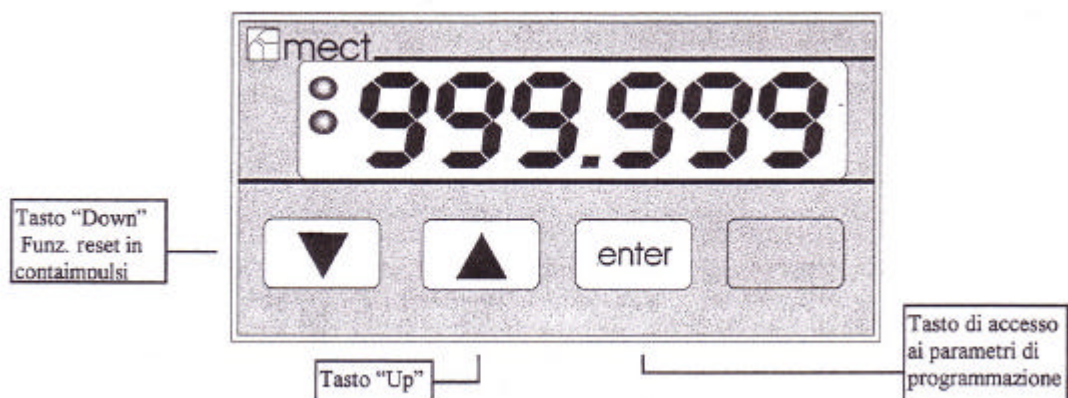 mect
999.999
Tasto “Down”
Funz. reset in
contaimpulsi
enter
Tasto “Up”
Tasto di accesso
ai parametri di
programmazione